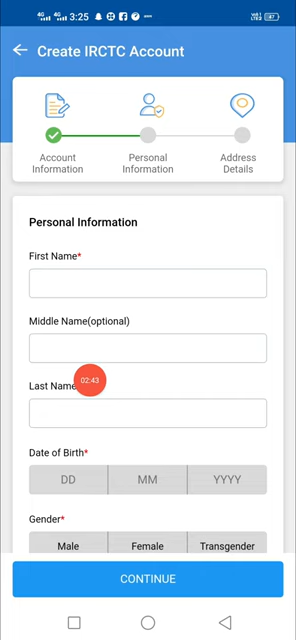 4G 4G 3:25
87
Create IRCTC Account
Account Information
Personal Information
Address Details
Personal Information
First Name*
Middle Name(optional)
Last Name
02:43
Date of Birth*
DD MM YYYY
Gender*
Male Female Transgender
CONTINUE